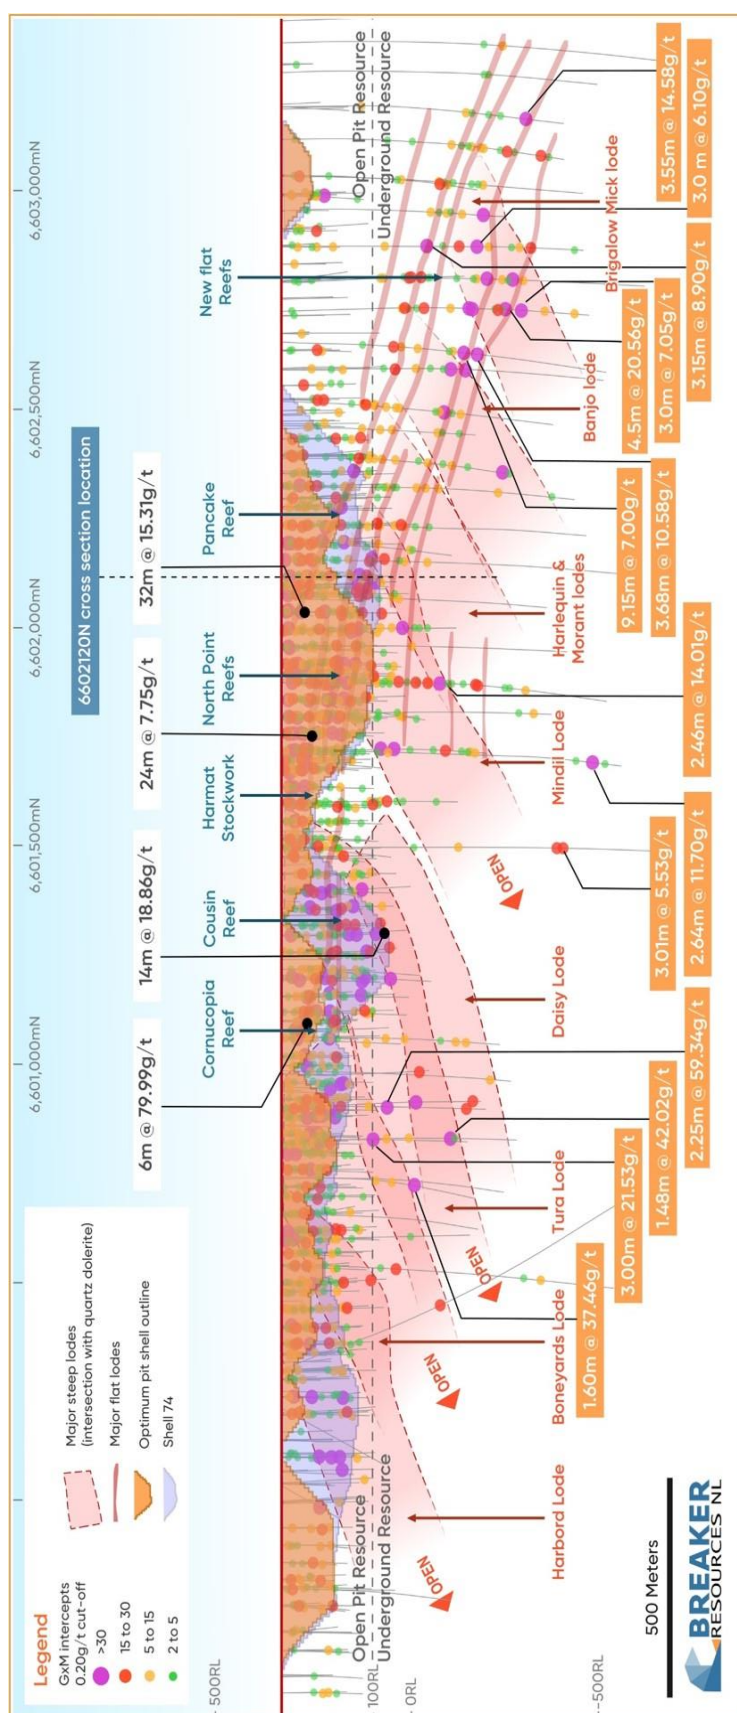 6,601,000mN
6,601,500mN
6,602,000mN
6,602,500mN
6,603,000mN
6602120N cross section location
6m @ 79.99g/t
14m @ 18.86g/t
24m @ 7.75g/t
32m @ 15.31g/t
Cornucopia
Reef
Cousin
Reef
Harmat
Stockwork
North Point
Reefs
Pancake
Reef
New flat
Reefs
Legend
GxM intercepts
0.20g/t cut-off
>30
15 to 30
5 to 15
2 to 5
Major steep lodes
(intersection with quartz dolerite)
Major flat lodes
Optimum pit shell outline
Shell 74
500RL
100RL
0RL
-500RL
Open Pit Resource
Underground Resource
Open Pit Resource
Underground Resource
OPEN
OPEN
OPEN
OPEN
Harbord Lode
Boneyards Lode
Tura Lode
Daisy Lode
Mindil Lode
Harlequin &
Morant lodes
Banjo lode
Brigalow Mick lode
1.60m @ 37.46g/t
3.00m @ 21.53g/t
1.48m @ 42.02g/t
2.25m @ 59.34g/t
3.01m @ 5.53g/t
2.64m @ 11.70g/t
2.46m @ 14.01g/t
9.15m @ 7.00g/t
3.68m @ 10.58g/t
4.5m @ 20.56g/t
3.0m @ 7.05g/t
3.15m @ 8.90g/t
3.55m @ 14.58g/t
3.0 m @ 6.10g/t
500 Meters
BREAKER
RESOURCES NL